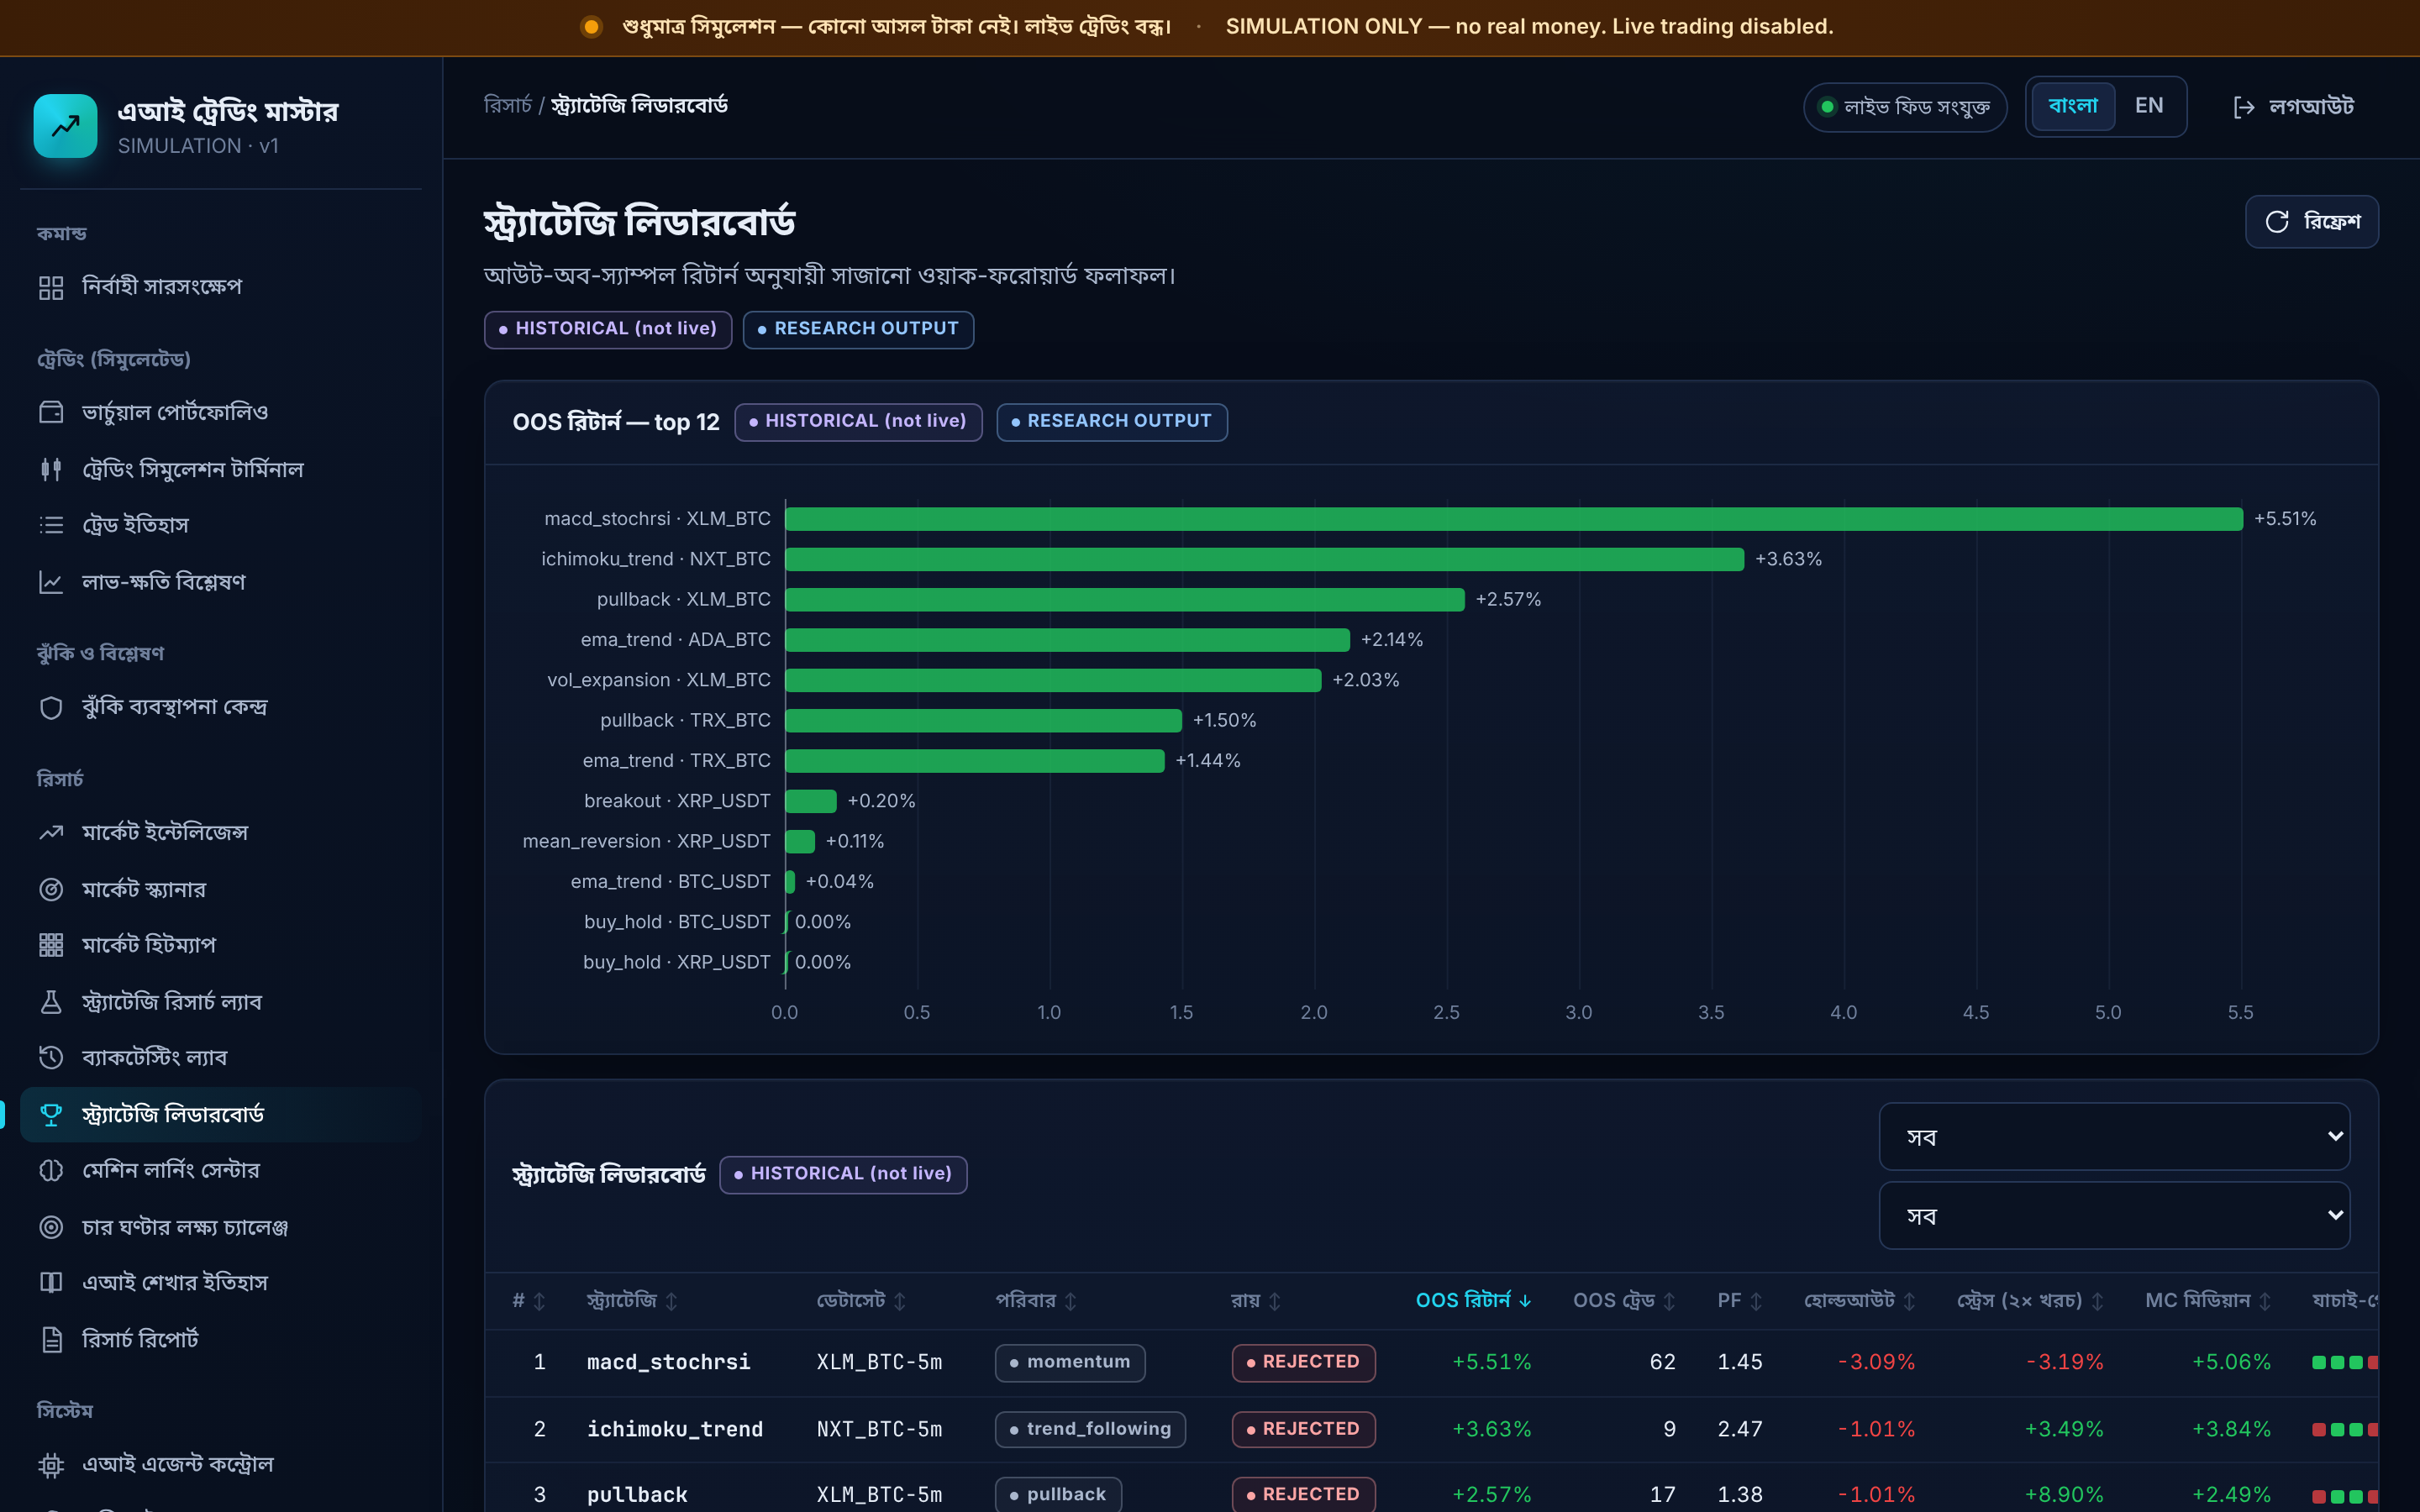 শুধুমাত্র সিমুলেশন — কোনো আসল টাকা নেই। লাইভ ট্রেডিং বন্ধ। · SIMULATION ONLY — no real money. Live trading disabled.
এআই ট্রেডিং মাস্টার
SIMULATION · v1
কমান্ড
নির্বাহী সারসংক্ষেপ
ট্রেডিং (সিমুলেটেড)
ভার্চুয়াল পোর্টফোলিও
ট্রেডিং সিমুলেশন টার্মিনাল
ট্রেড ইতিহাস
লাভ-ক্ষতি বিশ্লেষণ
ঝুঁকি ও বিশ্লেষণ
ঝুঁকি ব্যবস্থাপনা কেন্দ্র
রিসার্চ
মার্কেট ইন্টেলিজেন্স
মার্কেট স্ক্যানার
মার্কেট হিটম্যাপ
স্ট্র্যাটেজি রিসার্চ ল্যাব
ব্যাকটেস্টিং ল্যাব
স্ট্র্যাটেজি লিডারবোর্ড
মেশিন লার্নিং সেন্টার
চার ঘণ্টার লক্ষ্য চ্যালেঞ্জ
এআই শেখার ইতিহাস
রিসার্চ রিপোর্ট
সিস্টেম
এআই এজেন্ট কন্ট্রোল
রিসার্চ / স্ট্র্যাটেজি লিডারবোর্ড
লাইভ ফিড সংযুক্ত
বাংলা EN
লগআউট
স্ট্র্যাটেজি লিডারবোর্ড
রিফ্রেশ
আউট-অব-স্যাম্পল রিটার্ন অনুযায়ী সাজানো ওয়াক-ফরোয়ার্ড ফলাফল।
HISTORICAL (not live) RESEARCH OUTPUT
OOS রিটার্ন — top 12 HISTORICAL (not live) RESEARCH OUTPUT
macd_stochrsi · XLM_BTC +5.51%
ichimoku_trend · NXT_BTC +3.63%
pullback · XLM_BTC +2.57%
ema_trend · ADA_BTC +2.14%
vol_expansion · XLM_BTC +2.03%
pullback · TRX_BTC +1.50%
ema_trend · TRX_BTC +1.44%
breakout · XRP_USDT +0.20%
mean_reversion · XRP_USDT +0.11%
ema_trend · BTC_USDT +0.04%
buy_hold · BTC_USDT 0.00%
buy_hold · XRP_USDT 0.00%
0.0 0.5 1.0 1.5 2.0 2.5 3.0 3.5 4.0 4.5 5.0 5.5
স্ট্র্যাটেজি লিডারবোর্ড HISTORICAL (not live)
সব
সব
# স্ট্র্যাটেজি ডেটাসেট পরিবার রায় OOS রিটার্ন ↓ OOS ট্রেড PF হোল্ডআউট স্ট্রেস (২× খরচ) MC মিডিয়ান
1 macd_stochrsi XLM_BTC-5m momentum REJECTED +5.51% 62 1.45 -3.09% -3.19% +5.06%
2 ichimoku_trend NXT_BTC-5m trend_following REJECTED +3.63% 9 2.47 -1.01% +3.49% +3.84%
3 pullback XLM_BTC-5m pullback REJECTED +2.57% 17 1.38 -1.01% +8.90% +2.49%